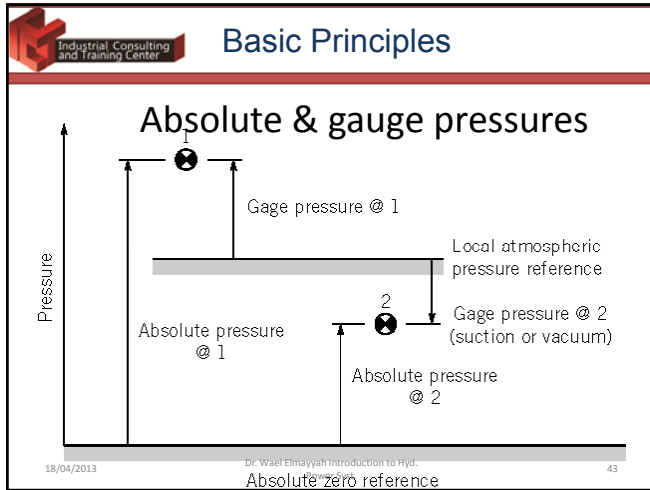 Industrial Consulting
and Training Center
Basic Principles
Absolute & gauge pressures
1
Gage pressure @ 1
Local atmospheric
pressure reference
Pressure
2
Gage pressure @ 2
(suction or vacuum)
Absolute pressure
@ 1
Absolute pressure
@ 2
18/04/2013
Dr. Wael Elmayyah Introduction to Hyd.
Power Syst.
43
Absolute zero reference